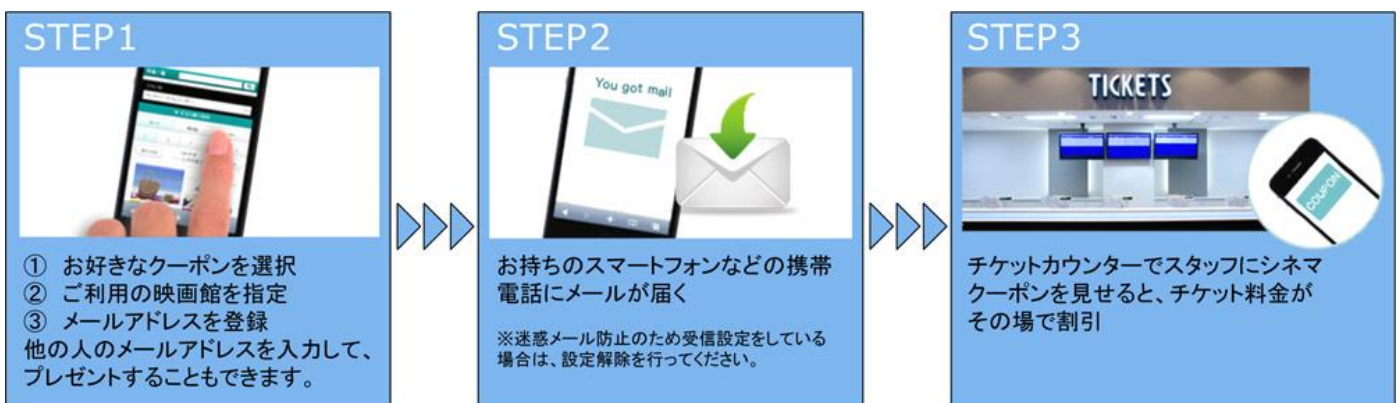 STEP1
① お好きなクーポンを選択
② ご利用の映画館を指定
③ メールアドレスを登録
他の人のメールアドレスを入力して、
プレゼントすることもできます。
STEP2
You got mail
お持ちのスマートフォンなどの携帯
電話にメールが届く
※迷惑メール防止のため受信設定をしている
場合は、設定解除を行ってください。
STEP3
TICKETS
COUPON
チケットカウンターでスタッフにシネマ
クーポンを見せると、チケット料金が
その場で割引